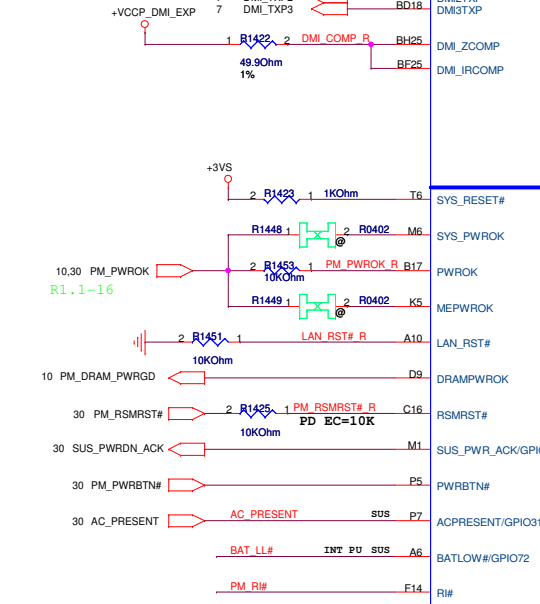 7 DMI_TXP3 BD18 DMI3TXP
+VCCP_DMI_EXP
1 R1422 2 DMI_COMP_R BH25 DMI_ZCOMP
49.9Ohm
1%
BF25 DMI_IRCOMP
+3VS
2 R1423 1 1KOhm T6 SYS_RESET#
R1448 1 2 R0402 M6 SYS_PWROK
@
10,30 PM_PWROK 2 R1453 1 PM_PWROK_R B17 PWROK
10KOhm
R1.1-16
R1449 1 2 R0402 K5 MEPWROK
@
2 R1451 1 LAN_RST#_R A10 LAN_RST#
10KOhm
10 PM_DRAM_PWRGD D9 DRAMPWROK
30 PM_RSMRST# 2 R1425 1 PM_RSMRST#_R C16 RSMRST#
10KOhm PD EC=10K
30 SUS_PWRDN_ACK M1 SUS_PWR_ACK/GPIO
30 PM_PWRBTN# P5 PWRBTN#
30 AC_PRESENT AC_PRESENT SUS P7 ACPRESENT/GPIO31
BAT_LL# INT PU SUS A6 BATLOW#/GPIO72
PM_RI# F14 RI#